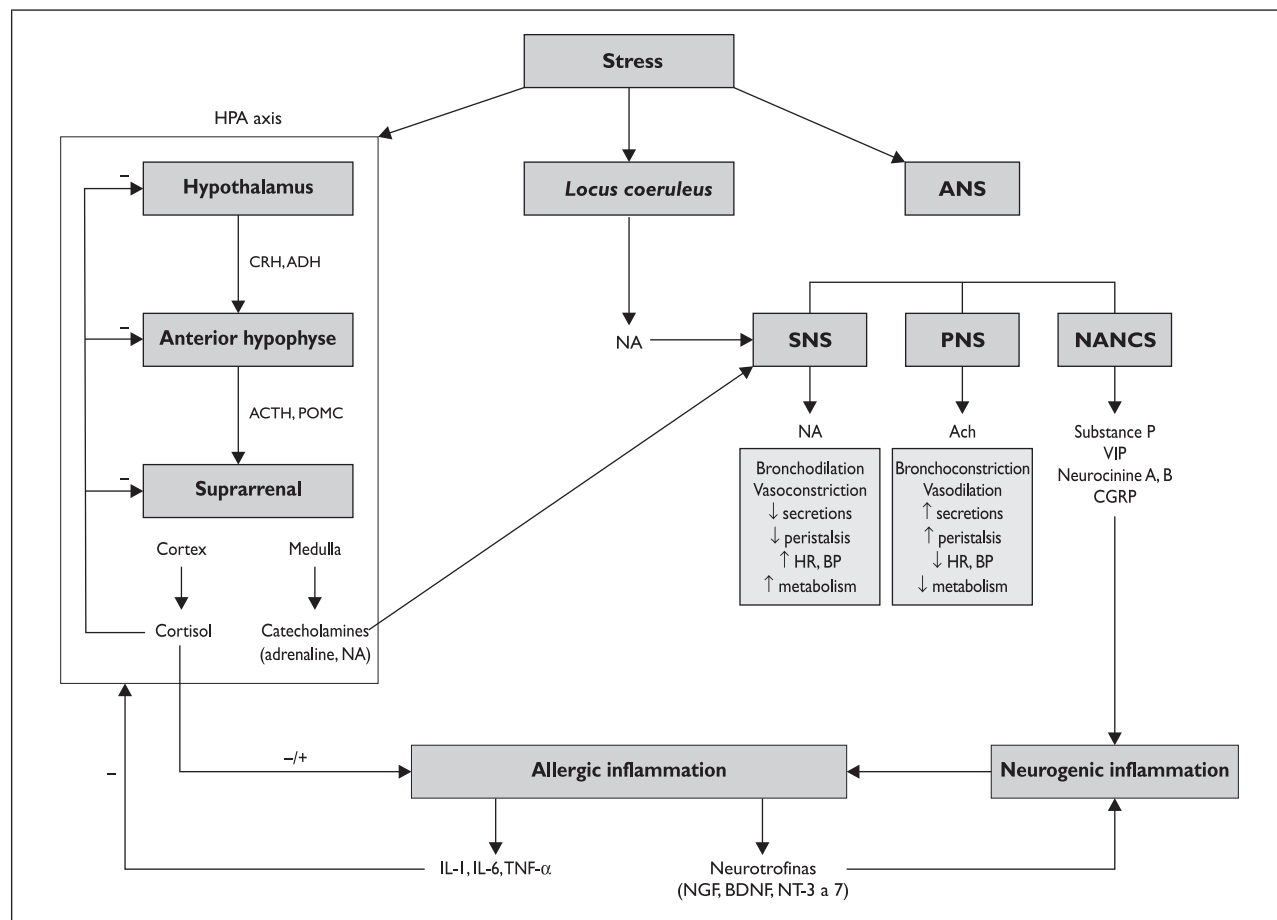 Stress
HPA axis
Hypothalamus
Locus coeruleus
ANS
–
CRH, ADH
Anterior hypophyse
–
NA
SNS
PNS
NANCS
ACTH, POMC
NA
Ach
Substance P
VIP
Neurocinine A, B
CGRP
Suprarrenal
–
Bronchodilation
Vasoconstriction
↓ secretions
↓ peristalsis
↑ HR, BP
↑ metabolism
Bronchoconstriction
Vasodilation
↑ secretions
↑ peristalsis
↓ HR, BP
↓ metabolism
Cortex
Medulla
Cortisol
Catecholamines
(adrenaline, NA)
–
–/+
Allergic inflammation
Neurogenic inflammation
IL-1, IL-6, TNF-α
Neurotrofinas
(NGF, BDNF, NT-3 a 7)